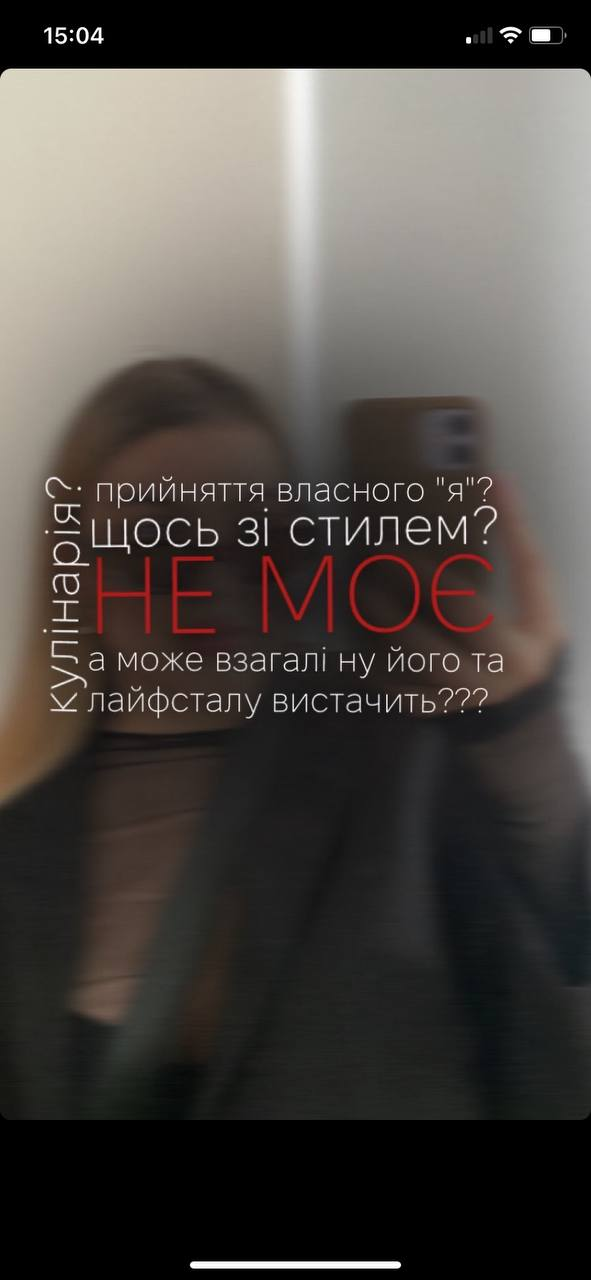 15:04
Кулінарія?
прийняття власного "я"?
щось зі стилем?
НЕ МОЄ
а може взагалі ну його та
лайфсталу вистачить???